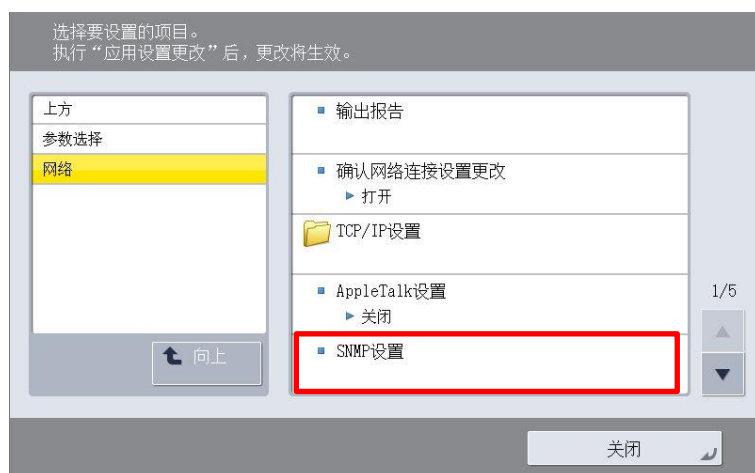 选择要设置的项目。
执行“应用设置更改”后，更改将生效。
上方
参数选择
网络
向上
输出报告
确认网络连接设置更改
打开
TCP/IP设置
AppleTalk设置
关闭
SNMP设置
1/5
关闭